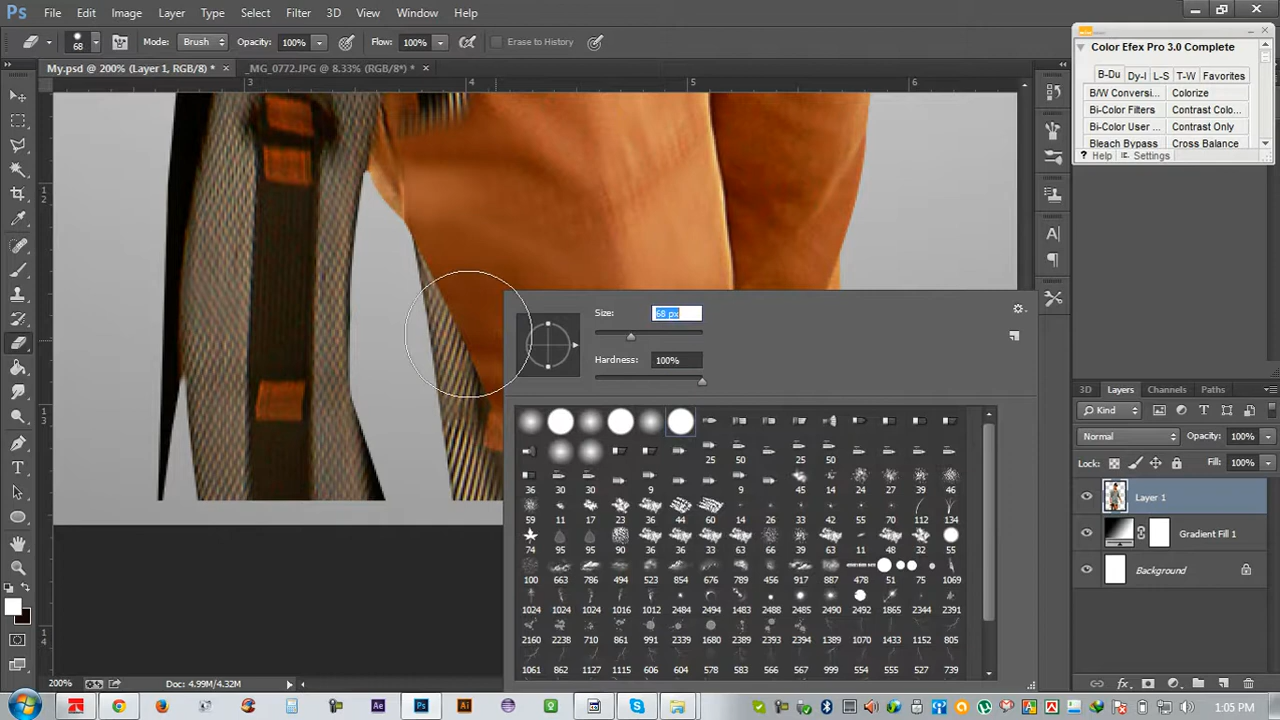 Ps File Edit Image Layer Type Select Filter 3D View Window Help
68 Mode: Brush Opacity: 100% Flow: 100% Erase to History
My.psd @ 200% (Layer 1, RGB/8) * × _MG_0772.JPG @ 8.33% (RGB/8*) * ×
3 4 5 6
Color Efex Pro 3.0 Complete
B-Du Dy-I L-S T-W Favorites
B/W Conversi... Colorize
Bi-Color Filters Contrast Colo...
Bi-Color User ... Contrast Only
Bleach Bypass Cross Balance
? Help Settings
Size: 68 px
Hardness: 100%
25 50 25 50
36 30 30 9 9 45 14 24 27 39 46
59 11 17 23 36 44 60 14 26 33 42 55 70 112 134
74 95 95 90 36 36 33 63 66 39 63 11 48 32 55
100 663 786 494 523 854 676 789 456 917 887 478 51 75 1069
1024 1024 1024 1016 1012 2484 2494 1483 2488 2485 2490 2492 1865 2344 2391
2160 2238 710 861 991 2339 1680 2389 2393 2394 1389 1070 1433 1152 805
1061 862 1127 1115 606 604 578 583 566 567 999 554 555 527 739
3D Layers Channels Paths
Kind
Normal Opacity: 100%
Lock: Fill: 100%
Layer 1
Gradient Fill 1
Background
200% Doc: 4.99M/4.32M
1:05 PM